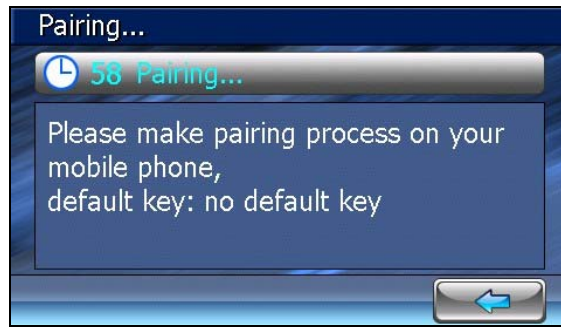 Pairing...
58 Pairing...
Please make pairing process on your
mobile phone,
default key: no default key